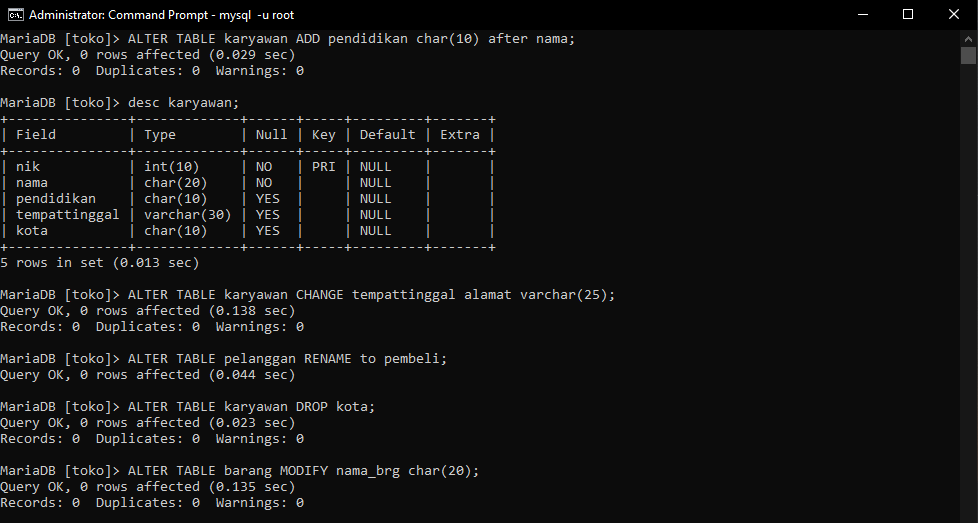 Administrator: Command Prompt - mysql  -u root
MariaDB [toko]> ALTER TABLE karyawan ADD pendidikan char(10) after nama;
Query OK, 0 rows affected (0.029 sec)
Records: 0  Duplicates: 0  Warnings: 0

MariaDB [toko]> desc karyawan;
+---------------+-------------+------+-----+---------+-------+
| Field         | Type        | Null | Key | Default | Extra |
+---------------+-------------+------+-----+---------+-------+
| nik           | int(10)     | NO   | PRI | NULL    |       |
| nama          | char(20)    | NO   |     | NULL    |       |
| pendidikan    | char(10)    | YES  |     | NULL    |       |
| tempattinggal | varchar(30) | YES  |     | NULL    |       |
| kota          | char(10)    | YES  |     | NULL    |       |
+---------------+-------------+------+-----+---------+-------+
5 rows in set (0.013 sec)

MariaDB [toko]> ALTER TABLE karyawan CHANGE tempattinggal alamat varchar(25);
Query OK, 0 rows affected (0.138 sec)
Records: 0  Duplicates: 0  Warnings: 0

MariaDB [toko]> ALTER TABLE pelanggan RENAME to pembeli;
Query OK, 0 rows affected (0.044 sec)

MariaDB [toko]> ALTER TABLE karyawan DROP kota;
Query OK, 0 rows affected (0.023 sec)
Records: 0  Duplicates: 0  Warnings: 0

MariaDB [toko]> ALTER TABLE barang MODIFY nama_brg char(20);
Query OK, 0 rows affected (0.135 sec)
Records: 0  Duplicates: 0  Warnings: 0